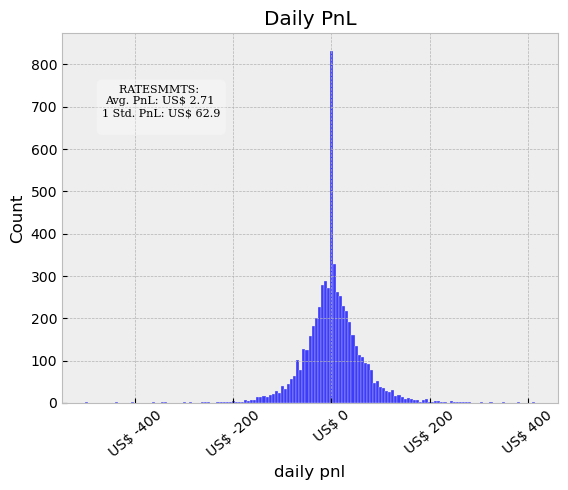 Daily PnL
RATESMMTS:
Avg. PnL: US$ 2.71
1 Std. PnL: US$ 62.9
Count
800
700
600
500
400
300
200
100
0
US$ -400
US$ -200
US$ 0
US$ 200
US$ 400
daily pnl